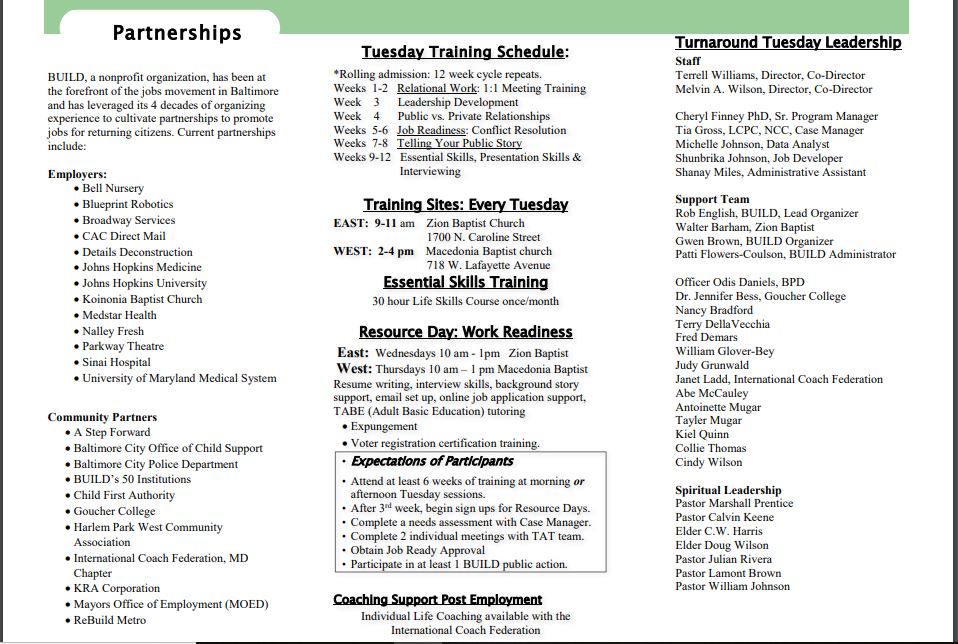 Partnerships
BUILD, a nonprofit organization, has been at
the forefront of the jobs movement in Baltimore
and has leveraged its 4 decades of organizing
experience to cultivate partnerships to promote
jobs for returning citizens. Current partnerships
include:
Employers:
• Bell Nursery
• Blueprint Robotics
• Broadway Services
• CAC Direct Mail
• Details Deconstruction
• Johns Hopkins Medicine
• Johns Hopkins University
• Koinonia Baptist Church
• Medstar Health
• Nalley Fresh
• Parkway Theatre
• Sinai Hospital
• University of Maryland Medical System
Community Partners
• A Step Forward
• Baltimore City Office of Child Support
• Baltimore City Police Department
• BUILD's 50 Institutions
• Child First Authority
• Goucher College
• Harlem Park West Community
Association
• International Coach Federation, MD
Chapter
• KRA Corporation
• Mayors Office of Employment (MOED)
• ReBuild Metro
Tuesday Training Schedule:
*Rolling admission: 12 week cycle repeats.
Weeks 1-2 Relational Work: 1:1 Meeting Training
Week 3 Leadership Development
Week 4 Public vs. Private Relationships
Weeks 5-6 Job Readiness: Conflict Resolution
Weeks 7-8 Telling Your Public Story
Weeks 9-12 Essential Skills, Presentation Skills &
Interviewing
Training Sites: Every Tuesday
EAST: 9-11 am Zion Baptist Church
1700 N. Caroline Street
WEST: 2-4 pm Macedonia Baptist church
718 W. Lafayette Avenue
Essential Skills Training
30 hour Life Skills Course once/month
Resource Day: Work Readiness
East: Wednesdays 10 am - 1pm Zion Baptist
West: Thursdays 10 am – 1 pm Macedonia Baptist
Resume writing, interview skills, background story
support, email set up, online job application support,
TABE (Adult Basic Education) tutoring
• Expungement
• Voter registration certification training.
• Expectations of Participants
• Attend at least 6 weeks of training at morning or
afternoon Tuesday sessions.
• After 3rd week, begin sign ups for Resource Days.
• Complete a needs assessment with Case Manager.
• Complete 2 individual meetings with TAT team.
• Obtain Job Ready Approval
• Participate in at least 1 BUILD public action.
Coaching Support Post Employment
Individual Life Coaching available with the
International Coach Federation
Turnaround Tuesday Leadership
Staff
Terrell Williams, Director, Co-Director
Melvin A. Wilson, Director, Co-Director
Cheryl Finney PhD, Sr. Program Manager
Tia Gross, LCPC, NCC, Case Manager
Michelle Johnson, Data Analyst
Shunbrika Johnson, Job Developer
Shanay Miles, Administrative Assistant
Support Team
Rob English, BUILD, Lead Organizer
Walter Barham, Zion Baptist
Gwen Brown, BUILD Organizer
Patti Flowers-Coulson, BUILD Administrator
Officer Odis Daniels, BPD
Dr. Jennifer Bess, Goucher College
Nancy Bradford
Terry DellaVecchia
Fred Demars
William Glover-Bey
Judy Grunwald
Janet Ladd, International Coach Federation
Abe McCauley
Antoinette Mugar
Tayler Mugar
Kiel Quinn
Collie Thomas
Cindy Wilson
Spiritual Leadership
Pastor Marshall Prentice
Pastor Calvin Keene
Elder C.W. Harris
Elder Doug Wilson
Pastor Julian Rivera
Pastor Lamont Brown
Pastor William Johnson